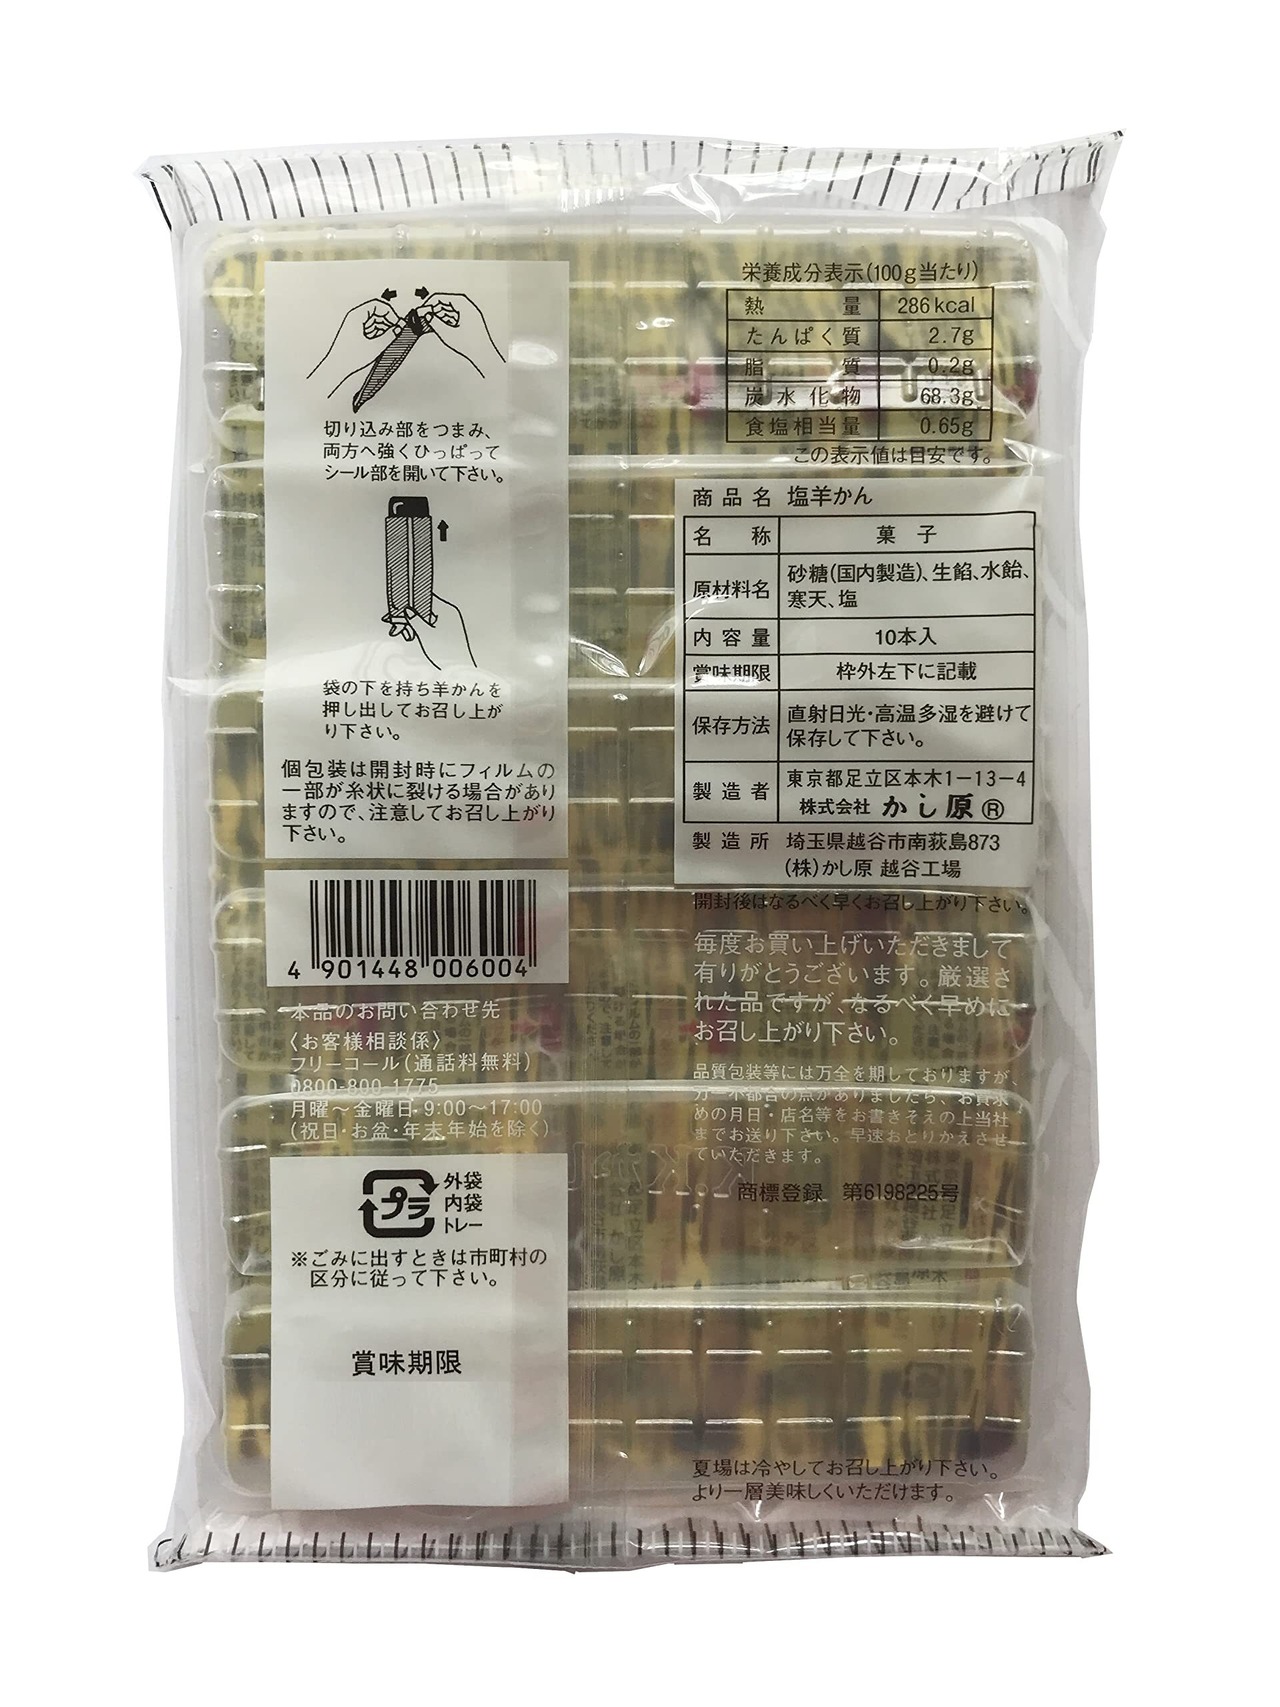 切り込み部をつまみ、
両方へ強くひっぱって
シール部を開いて下さい。
袋の下を持ち羊かんを
押し出してお召し上が
り下さい。
個包装は開封時にフィルムの
一部が糸状に裂ける場合があり
ますので、注意してお召し上がり
下さい。
4 901448 006004
本品のお問い合わせ先
〈お客様相談係〉
フリーコール(通話料無料)
0800-800-1775
月曜～金曜日・9:00～17:00
(祝日・お盆・年末年始を除く)
プラ
外袋
内袋
トレー
※ごみに出すときは市町村の
区分に従って下さい。
賞味期限
栄養成分表示(100g当たり)
熱量 286kcal
たんぱく質 2.7g
脂質 0.2g
炭水化物 68.3g
食塩相当量 0.65g
この表示値は目安です。
商品名 塩羊かん
名称 菓子
原材料名 砂糖(国内製造)、生餡、水飴、
寒天、塩
内容量 10本入
賞味期限 枠外左下に記載
保存方法 直射日光・高温多湿を避けて
保存して下さい。
製造者 東京都足立区本木1-13-4
株式会社 かし原®
製造所 埼玉県越谷市南荻島873
(株)かし原 越谷工場
開封後はなるべく早くお召し上がり下さい。
毎度お買い上げいただきまして
有りがとうございます。厳選さ
れた品ですが、なるべく早めに
お召し上がり下さい。
品質包装等には万全を期しておりますが、
万一不都合の点がありましたら、お買求
めの月日・店名等をお書きそえの上当社
までお送り下さい。早速おとりかえさせ
ていただきます。
商標登録 第6198225号
夏場は冷やしてお召し上がり下さい。
より一層美味しくいただけます。